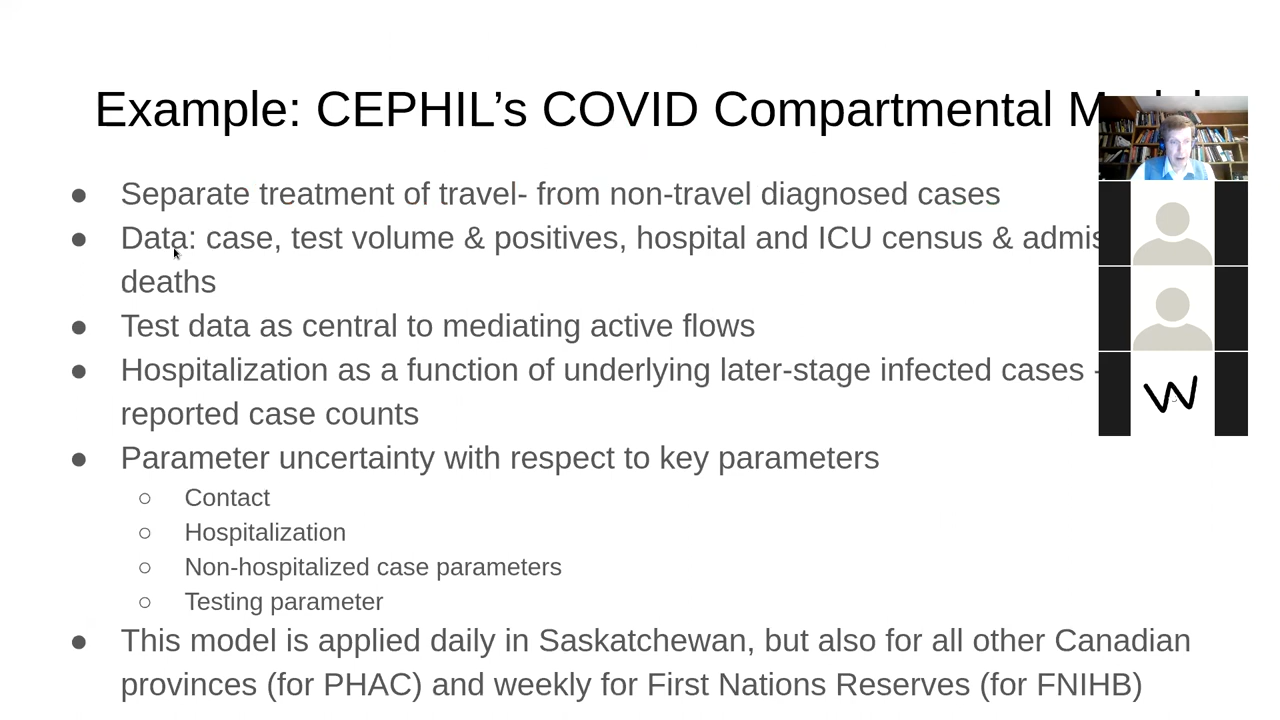 Example: CEPHIL’s COVID Compartmental
● Separate treatment of travel- from non-travel diagnosed cases
● Data: case, test volume & positives, hospital and ICU census &
deaths
● Test data as central to mediating active flows
● Hospitalization as a function of underlying later-stage infected cases -
reported case counts
● Parameter uncertainty with respect to key parameters
○ Contact
○ Hospitalization
○ Non-hospitalized case parameters
○ Testing parameter
● This model is applied daily in Saskatchewan, but also for all other Canadian
provinces (for PHAC) and weekly for First Nations Reserves (for FNIHB)
W